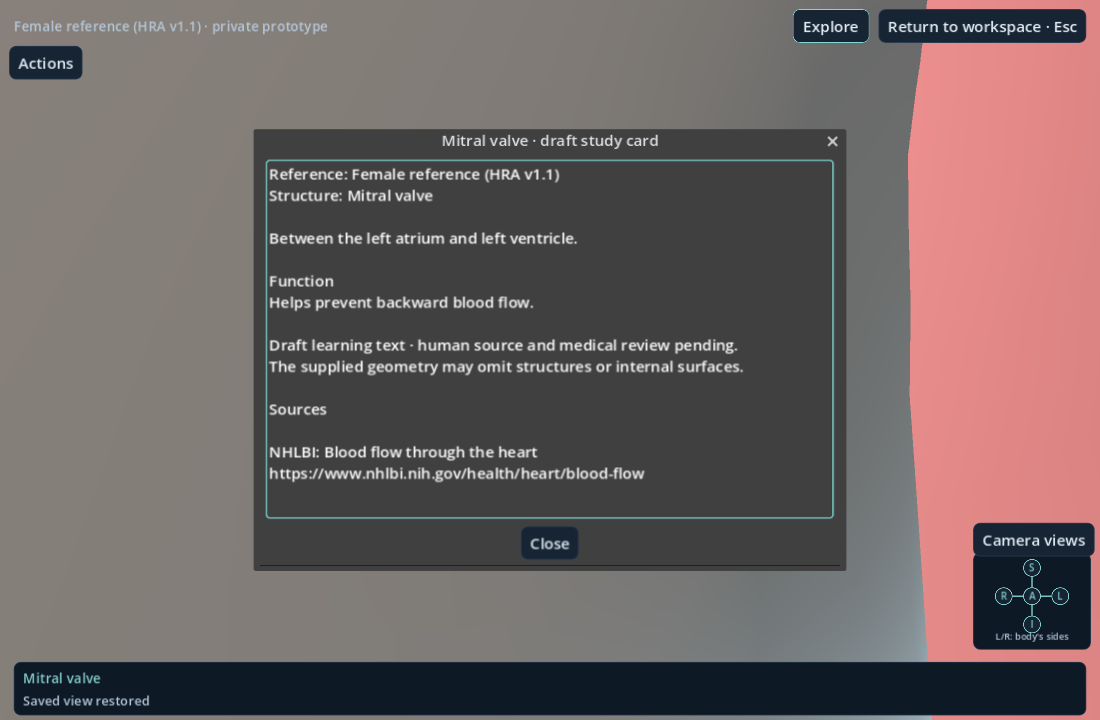 Female reference (HRA v1.1) · private prototype
Explore
Return to workspace · Esc
Actions
Mitral valve · draft study card
Reference: Female reference (HRA v1.1)
Structure: Mitral valve
Between the left atrium and left ventricle.
Function
Helps prevent backward blood flow.
Draft learning text · human source and medical review pending.
The supplied geometry may omit structures or internal surfaces.
Sources
NHLBI: Blood flow through the heart
https://www.nhlbi.nih.gov/health/heart/blood-flow
Close
Camera views
S
R A L
I
L/R: body's sides
Mitral valve
Saved view restored